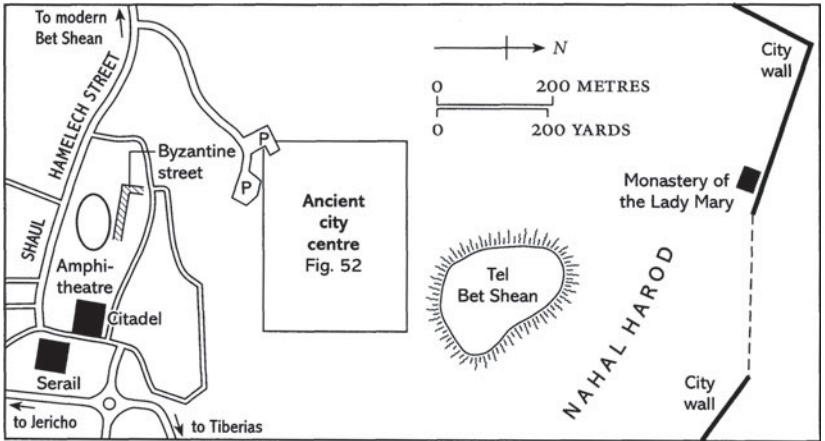 To modern
Bet Shean
HAMELECH STREET
SHAUL
Byzantine
street
P
P
Amphi-
theatre
Citadel
Serail
to Jericho
to Tiberias
Ancient
city
centre
Fig. 52
N
0 200 METRES
0 200 YARDS
Tel
Bet Shean
NAHAL HAROD
City
wall
Monastery of
the Lady Mary
City
wall